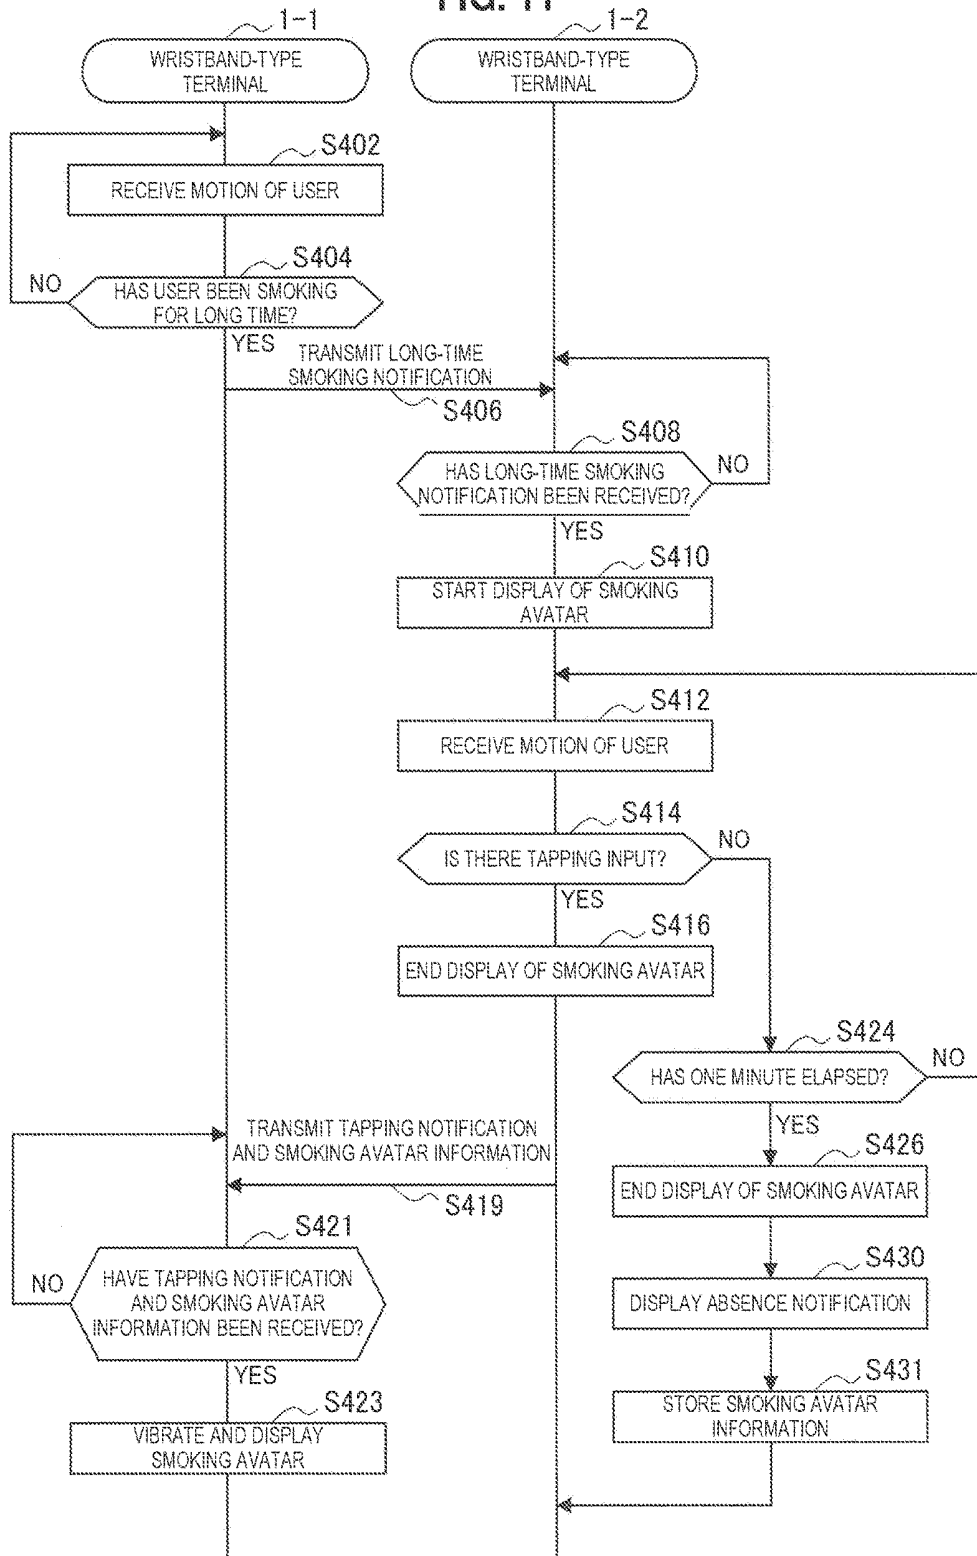 1-1
1-2
WRISTBAND-TYPE
TERMINAL
WRISTBAND-TYPE
TERMINAL
S402
RECEIVE MOTION OF USER
S404
NO
HAS USER BEEN SMOKING
FOR LONG TIME?
YES
TRANSMIT LONG-TIME
SMOKING NOTIFICATION
S406
S408
HAS LONG-TIME SMOKING
NOTIFICATION BEEN RECEIVED?
NO
YES
S410
START DISPLAY OF SMOKING
AVATAR
S412
RECEIVE MOTION OF USER
S414
IS THERE TAPPING INPUT?
NO
YES
S416
END DISPLAY OF SMOKING AVATAR
S424
HAS ONE MINUTE ELAPSED?
NO
YES
TRANSMIT TAPPING NOTIFICATION
AND SMOKING AVATAR INFORMATION
S419
S426
END DISPLAY OF SMOKING AVATAR
S421
NO
HAVE TAPPING NOTIFICATION
AND SMOKING AVATAR
INFORMATION BEEN RECEIVED?
YES
S430
DISPLAY ABSENCE NOTIFICATION
S423
VIBRATE AND DISPLAY
SMOKING AVATAR
S431
STORE SMOKING AVATAR
INFORMATION